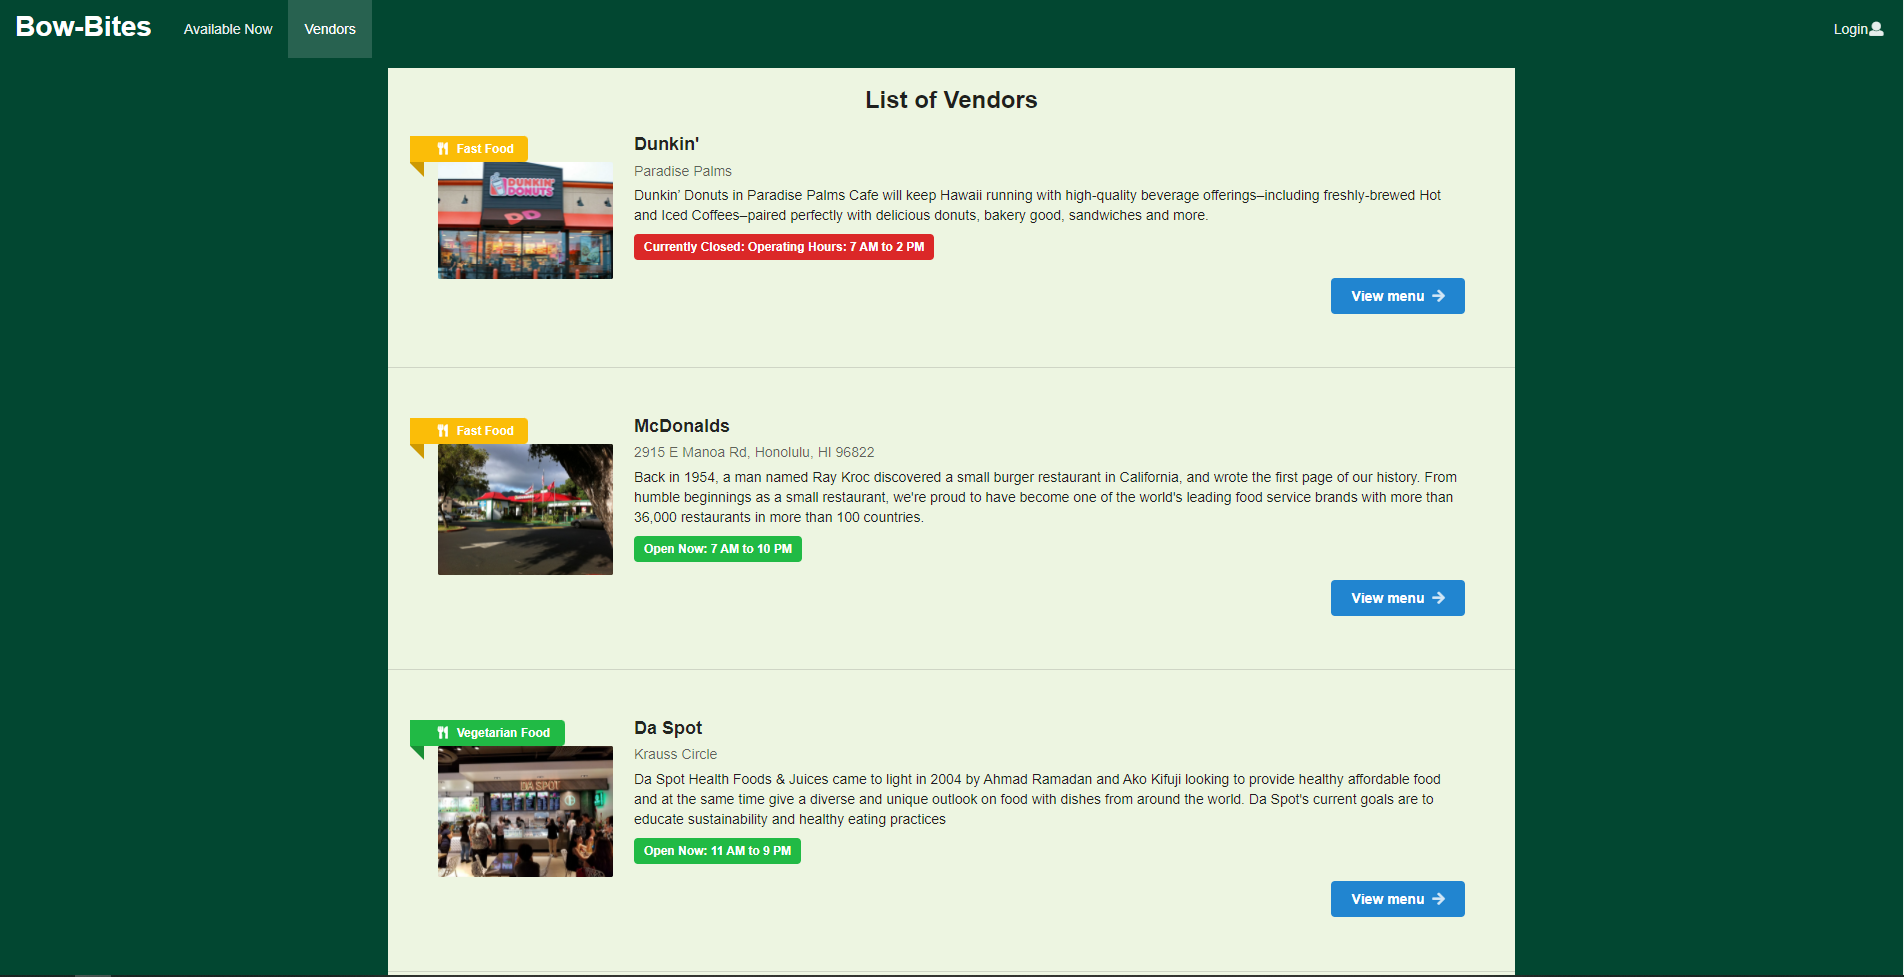 Bow-Bites
Available Now
Vendors
Login
List of Vendors
Fast Food
DUNKIN'
DONUTS
DD
Dunkin'
Paradise Palms
Dunkin’ Donuts in Paradise Palms Cafe will keep Hawaii running with high-quality beverage offerings–including freshly-brewed Hot
and Iced Coffees–paired perfectly with delicious donuts, bakery good, sandwiches and more.
Currently Closed: Operating Hours: 7 AM to 2 PM
View menu
Fast Food
McDonalds
2915 E Manoa Rd, Honolulu, HI 96822
Back in 1954, a man named Ray Kroc discovered a small burger restaurant in California, and wrote the first page of our history. From
humble beginnings as a small restaurant, we're proud to have become one of the world's leading food service brands with more than
36,000 restaurants in more than 100 countries.
Open Now: 7 AM to 10 PM
View menu
Vegetarian Food
DA SPOT
Da Spot
Krauss Circle
Da Spot Health Foods & Juices came to light in 2004 by Ahmad Ramadan and Ako Kifuji looking to provide healthy affordable food
and at the same time give a diverse and unique outlook on food with dishes from around the world. Da Spot's current goals are to
educate sustainability and healthy eating practices
Open Now: 11 AM to 9 PM
View menu